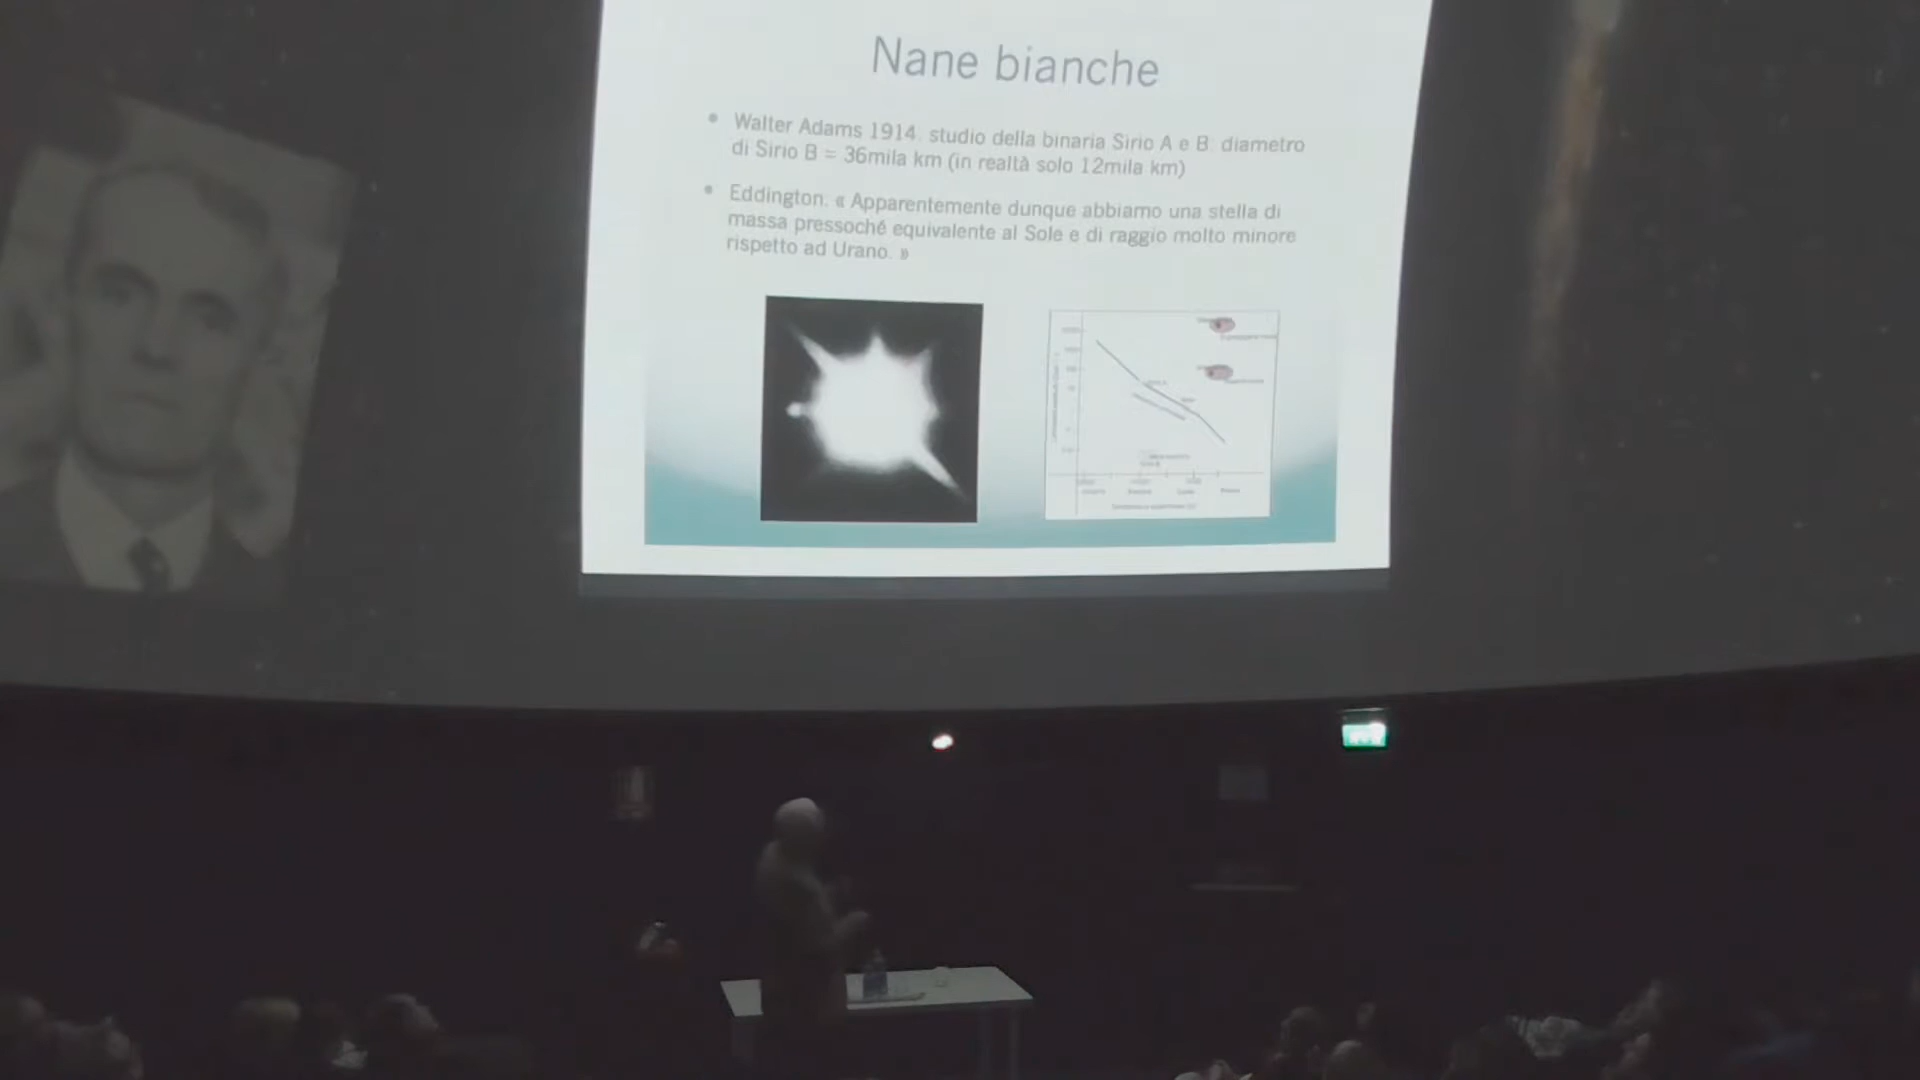 Nane bianche
• Walter Adams 1914: studio della binaria Sirio A e B: diametro
di Sirio B = 36mila km (in realtà solo 12mila km)
• Eddington: « Apparentemente dunque abbiamo una stella di
massa pressoché equivalente al Sole e di raggio molto minore
rispetto ad Urano. »